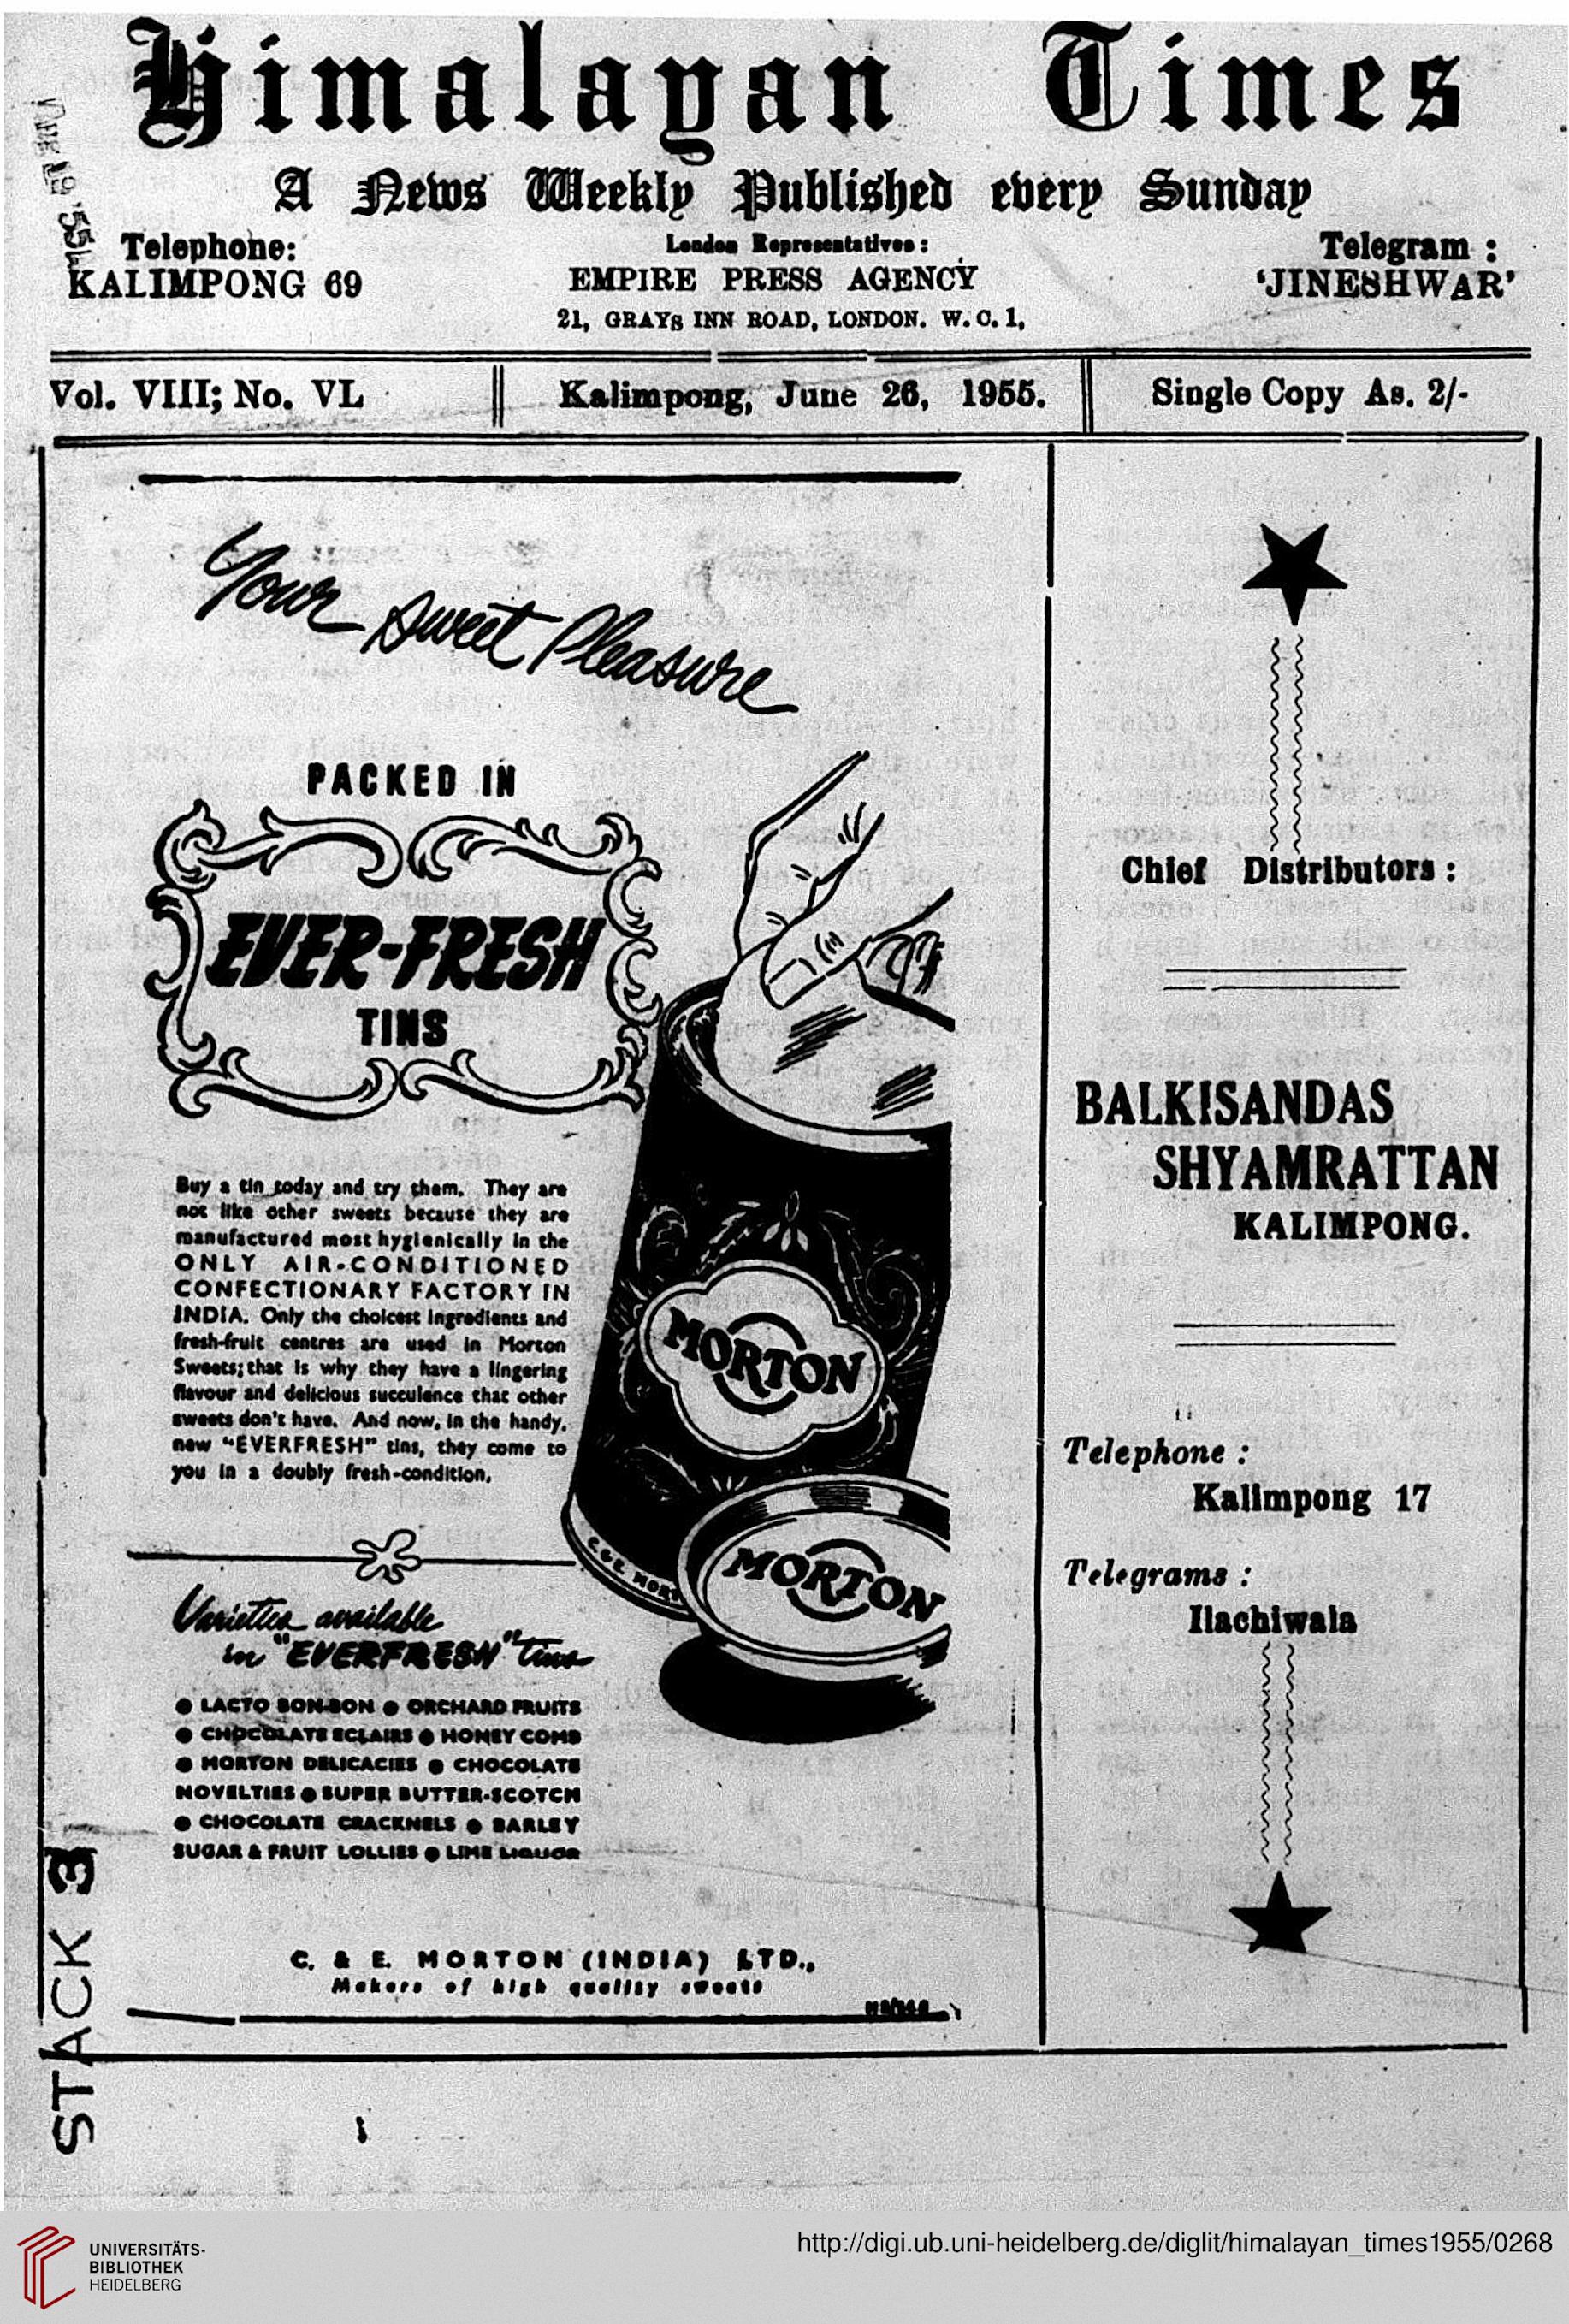 Himalayan Times
A News Weekly Published every Sunday
Telephone:
KALIMPONG 69
London Representatives:
EMPIRE PRESS AGENCY
21, GRAYS INN ROAD, LONDON. W. C. 1,
Telegram :
'JINESHWAR'
Vol. VIII; No. VL
Kalimpong, June 26, 1955.
Single Copy As. 2/-
Your sweet Pleasure
PACKED IN
EVER-FRESH
TINS
Buy a tin today and try them. They are
not like other sweets because they are
manufactured most hygienically in the
ONLY AIR-CONDITIONED
CONFECTIONARY FACTORY IN
INDIA. Only the choicest ingredients and
fresh-fruit centres are used in Morton
Sweets; that is why they have a lingering
flavour and delicious succulence that other
sweets don't have. And now, in the handy,
new "EVERFRESH" tins, they come to
you in a doubly fresh-condition.
MORTON
C. & E. MORT
MORTON
Varieties available
in "EVERFRESH" tins
● LACTO BON-BON ● ORCHARD FRUITS
● CHOCOLATE ECLAIRS ● HONEY COMB
● MORTON DELICACIES ● CHOCOLATE
NOVELTIES ● SUPER BUTTER-SCOTCH
● CHOCOLATE CRACKNELS ● BARLEY
SUGAR & FRUIT LOLLIES ● LIME LIQUOR
C. & E. MORTON (INDIA) LTD.,
Makers of high quality sweets
Chief Distributors :
BALKISANDAS
SHYAMRATTAN
KALIMPONG.
Telephone :
Kalimpong 17
Telegrams :
Ilachiwala
STACK 3
UNIVERSITÄTS-
BIBLIOTHEK
HEIDELBERG
http://digi.ub.uni-heidelberg.de/diglit/himalayan_times1955/0268